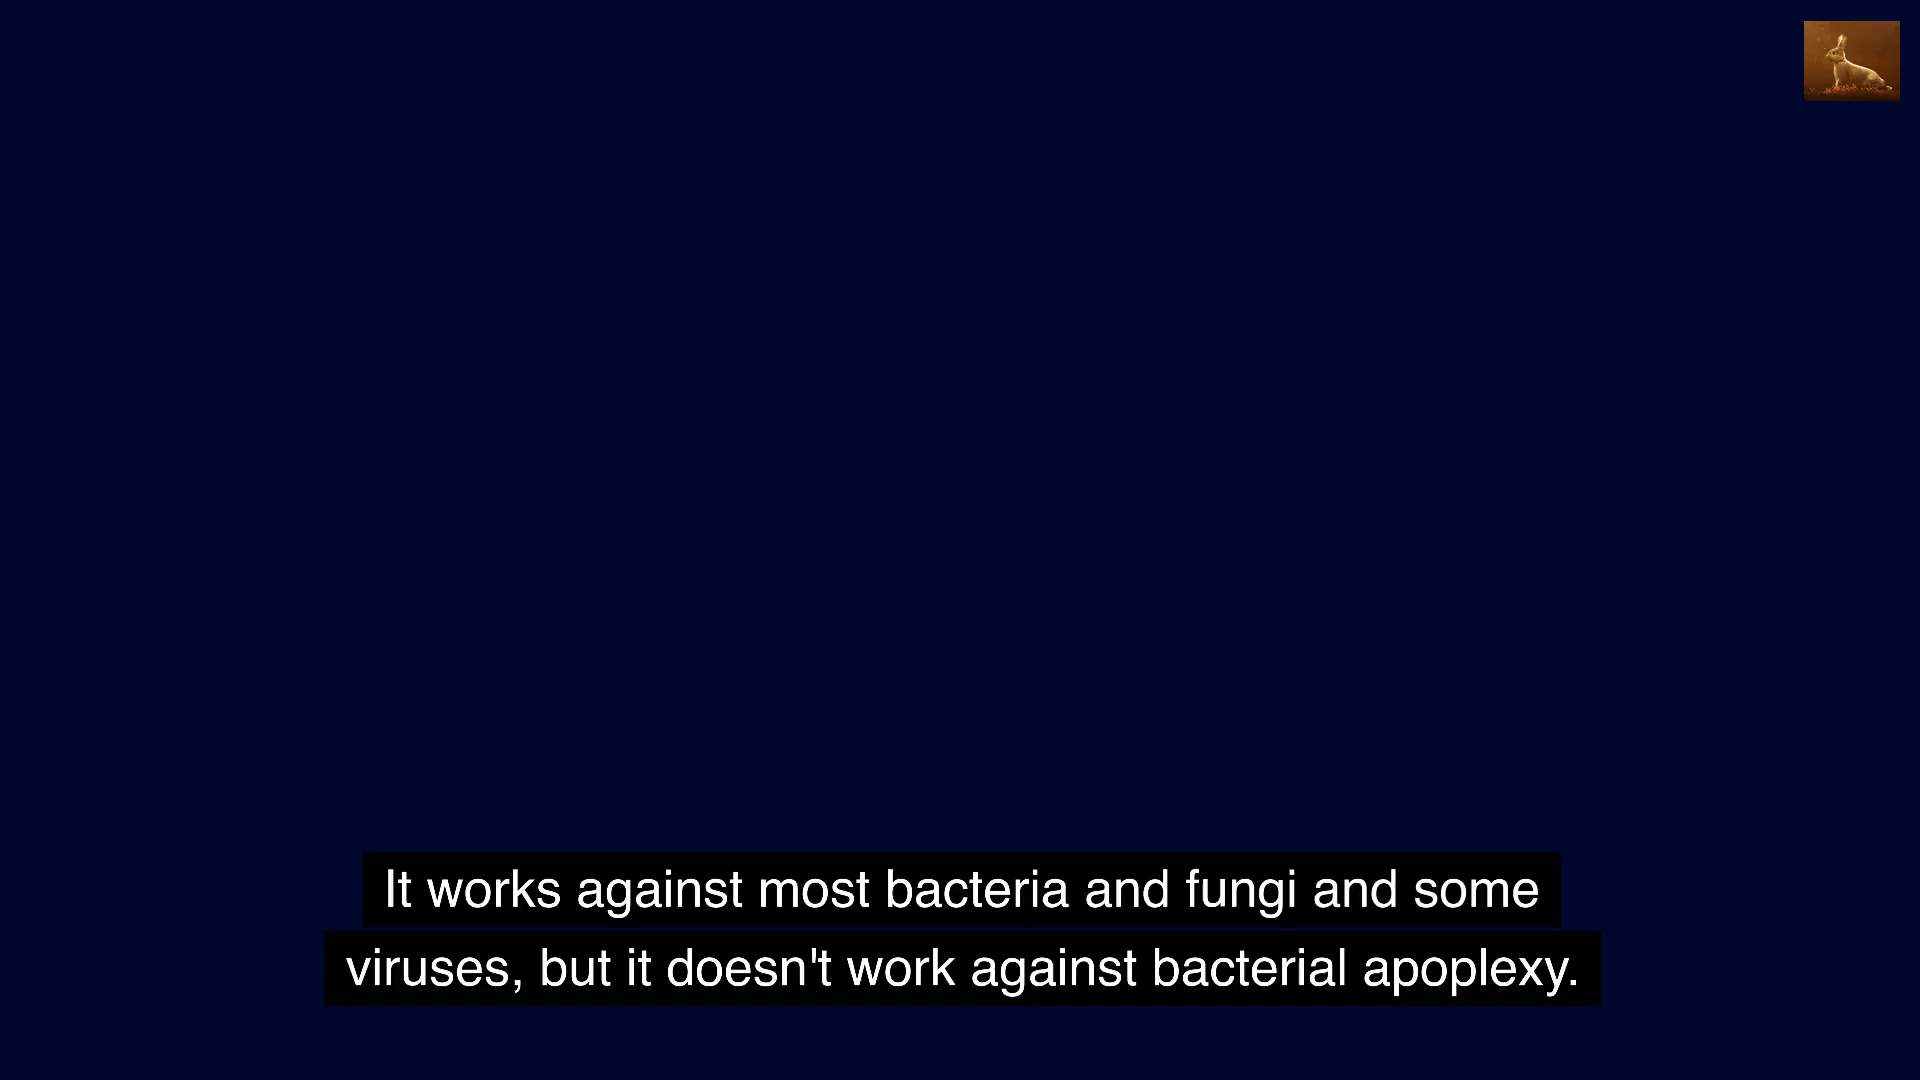 It works against most bacteria and fungi and some
viruses, but it doesn't work against bacterial apoplexy.